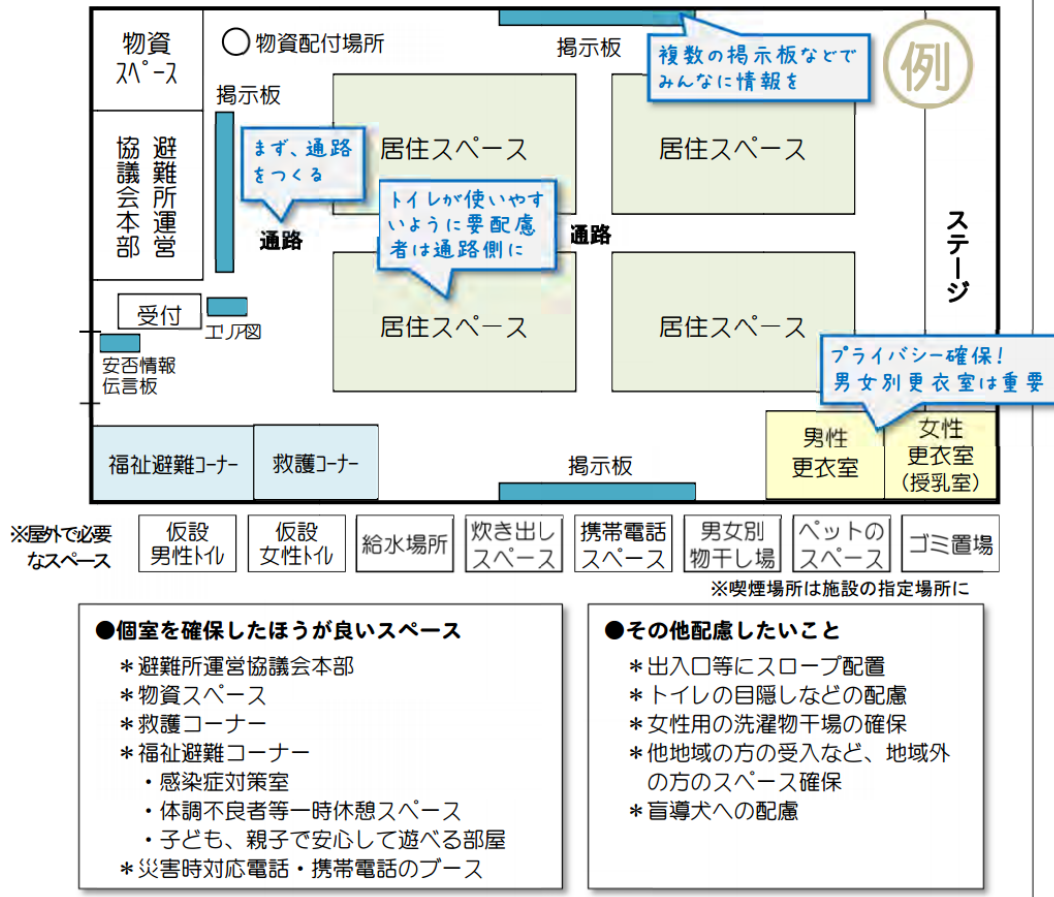 物資
スペース
○物資配付場所
掲示板
複数の掲示板などで
みんなに情報を
例
掲示板
避難所運営
協議会本部
まず、通路
をつくる
通路
居住スペース
居住スペース
トイレが使いやす
いように要配慮
者は通路側に
通路
ステージ
受付
エリア図
安否情報
伝言板
居住スペース
居住スペース
プライバシー確保!
男女別更衣室は重要
福祉避難コーナー
救護コーナー
掲示板
男性
更衣室
女性
更衣室
(授乳室)
※屋外で必要
なスペース
仮設
男性トイレ
仮設
女性トイレ
給水場所
炊き出し
スペース
携帯電話
スペース
男女別
物干し場
ペットの
スペース
ゴミ置場
※喫煙場所は施設の指定場所に
●個室を確保したほうが良いスペース
＊避難所運営協議会本部
＊物資スペース
＊救護コーナー
＊福祉避難コーナー
・感染症対策室
・体調不良者等一時休憩スペース
・子ども、親子で安心して遊べる部屋
＊災害時対応電話・携帯電話のブース
●その他配慮したいこと
＊出入口等にスロープ配置
＊トイレの目隠しなどの配慮
＊女性用の洗濯物干場の確保
＊他地域の方の受入など、地域外
の方のスペース確保
＊盲導犬への配慮